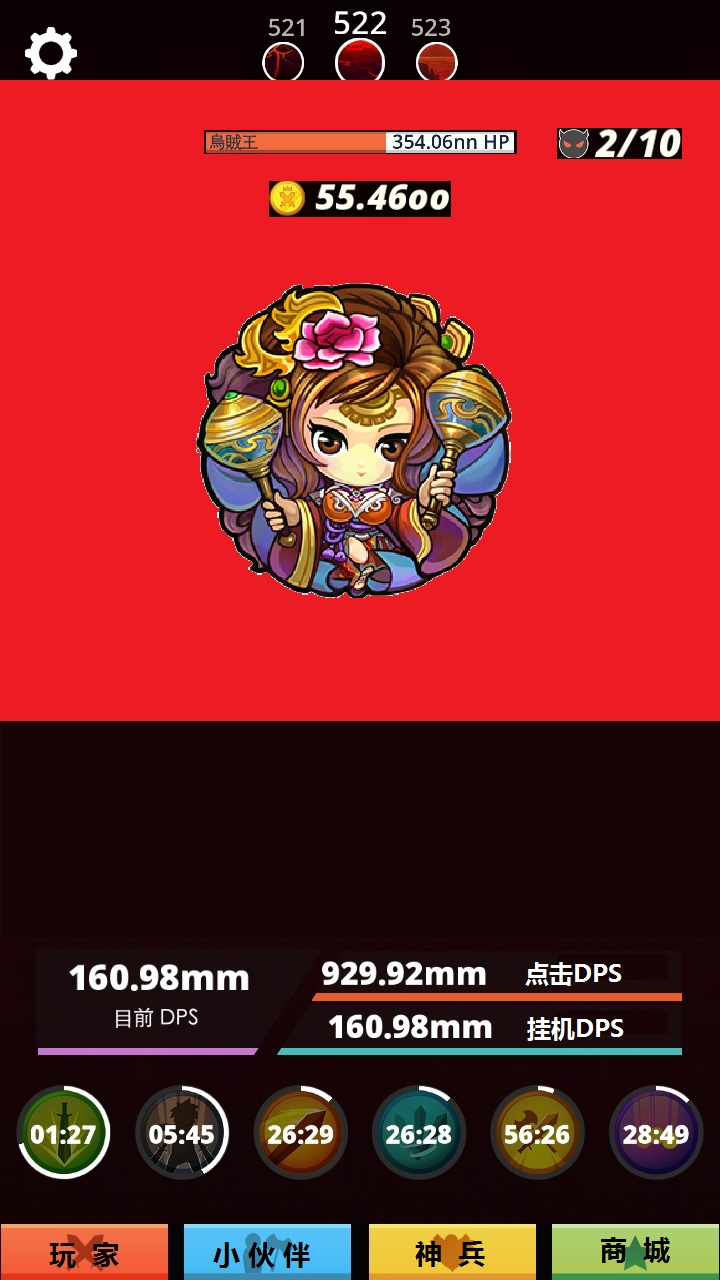 521 522 523
烏賊王 354.06nn HP 2/10
55.46oo
160.98mm
目前 DPS
929.92mm 点击DPS
160.98mm 挂机DPS
01:27 05:45 26:29 26:28 56:26 28:49
玩家 小伙伴 神兵 商城